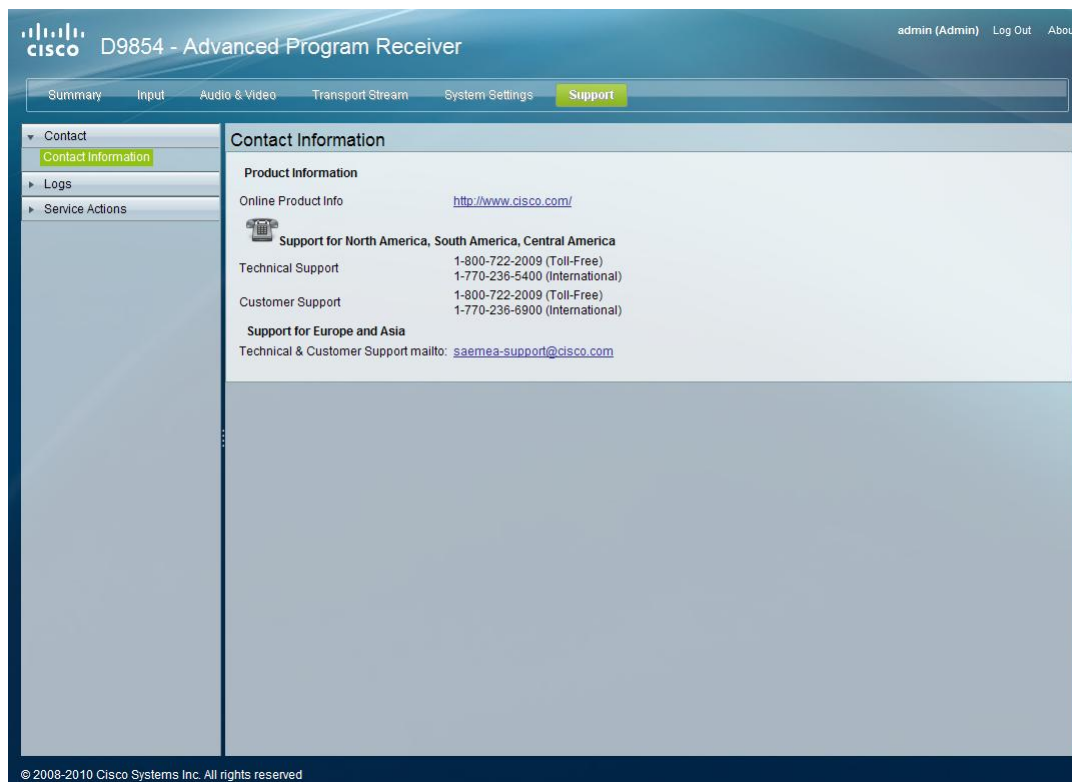 admin (Admin) Log Out Abou
CISCO D9854 - Advanced Program Receiver
Summary Input Audio & Video Transport Stream System Settings Support
Contact
Contact Information
Logs
Service Actions
Contact Information
Product Information
Online Product Info http://www.cisco.com/
Support for North America, South America, Central America
Technical Support 1-800-722-2009 (Toll-Free)
1-770-236-5400 (International)
Customer Support 1-800-722-2009 (Toll-Free)
1-770-236-6900 (International)
Support for Europe and Asia
Technical & Customer Support mailto: saemea-support@cisco.com
© 2008-2010 Cisco Systems Inc. All rights reserved